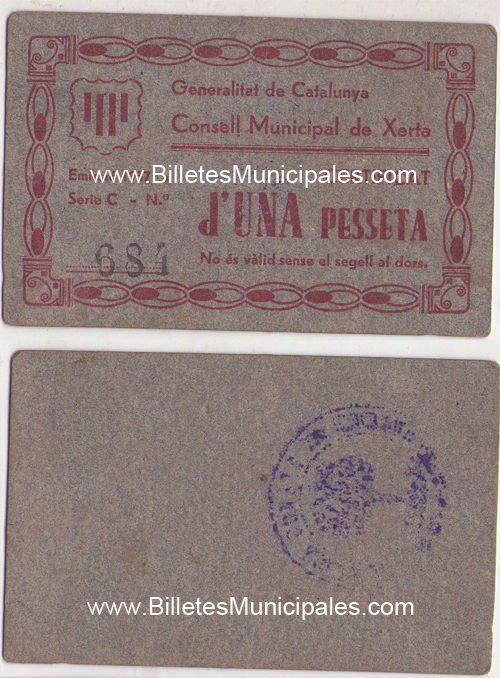 Generalitat de Catalunya
Consell Municipal de Xerta
www.BilletesMunicipales.com
Serie C - N.º
d'UNA PESSETA
684
No és vàlid sense el segell al dors.
www.BilletesMunicipales.com